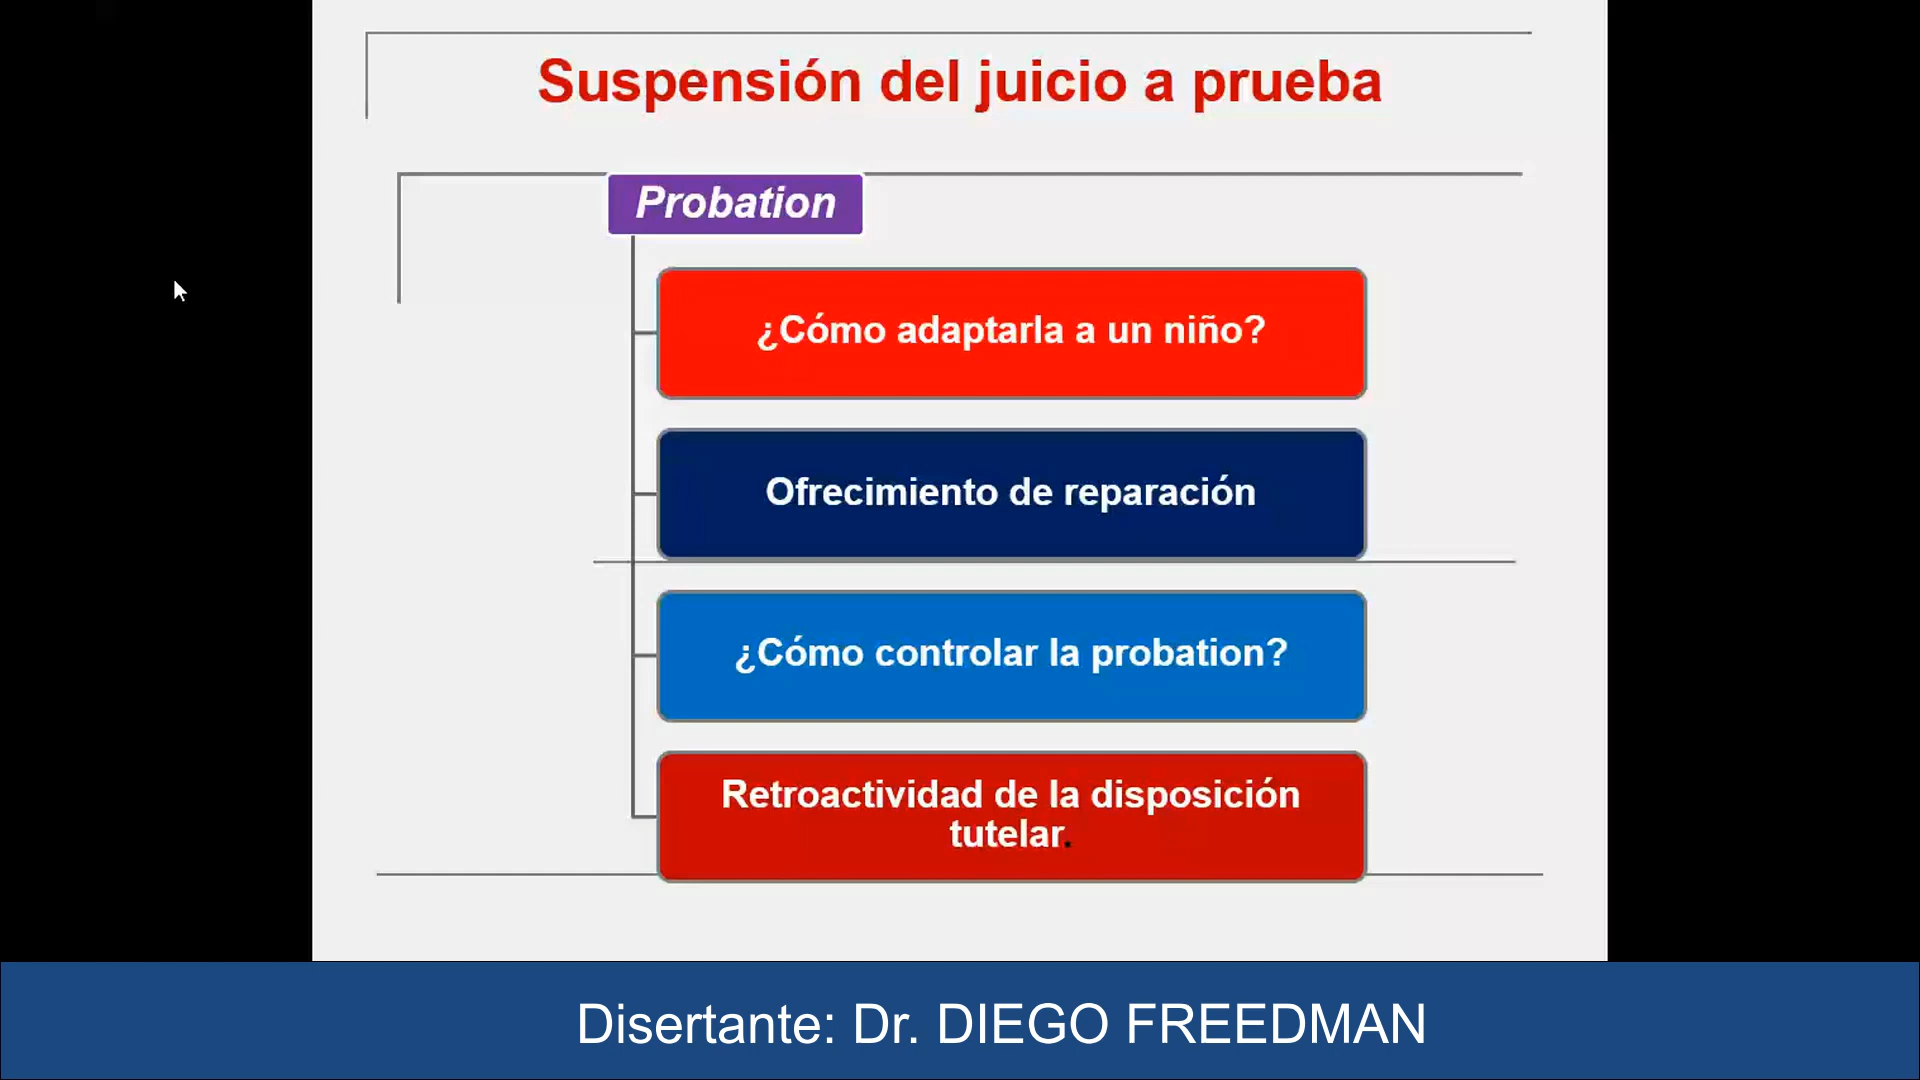 Suspensión del juicio a prueba
Probation
¿Cómo adaptarla a un niño?
Ofrecimiento de reparación
¿Cómo controlar la probation?
Retroactividad de la disposición
tutelar.
Disertante: Dr. DIEGO FREEDMAN